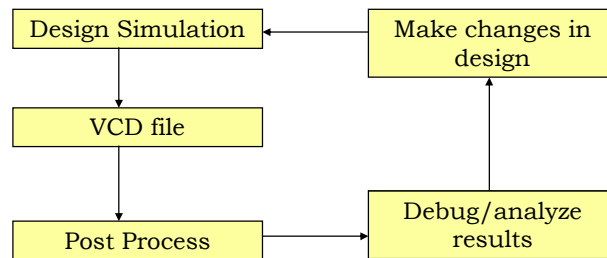 Design Simulation
Make changes in
design
VCD file
Post Process
Debug/analyze
results